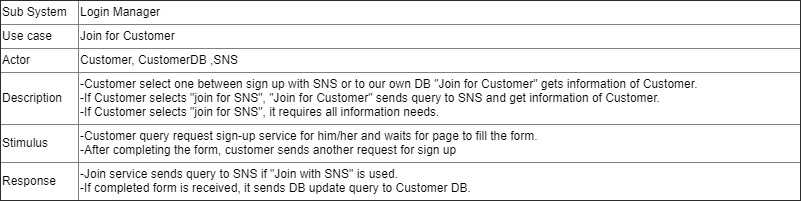 Sub System Login Manager
Use case Join for Customer
Actor Customer, CustomerDB ,SNS
Description
-Customer select one between sign up with SNS or to our own DB "Join for Customer" gets information of Customer.
-If Customer selects "join for SNS", "Join for Customer" sends query to SNS and get information of Customer.
-If Customer selects "join for SNS", it requires all information needs.
Stimulus
-Customer query request sign-up service for him/her and waits for page to fill the form.
-After completing the form, customer sends another request for sign up
Response
-Join service sends query to SNS if "Join with SNS" is used.
-If completed form is received, it sends DB update query to Customer DB.